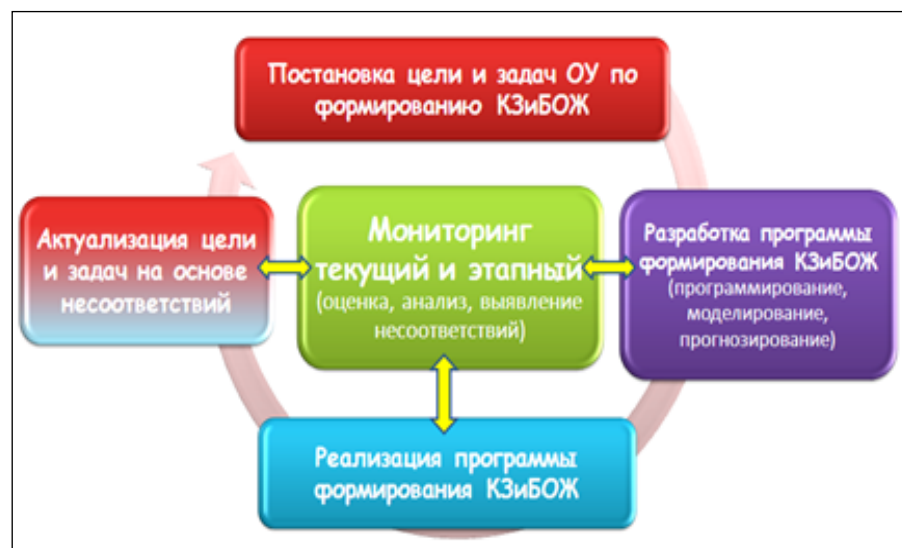 Постановка цели и задач ОУ по
формированию КЗиБОЖ
Актуализация цели
и задач на основе
несоответствий
Мониторинг
текущий и этапный
(оценка, анализ, выявление
несоответствий)
Разработка программы
формирования КЗиБОЖ
(программирование,
моделирование,
прогнозирование)
Реализация программы
формирования КЗиБОЖ